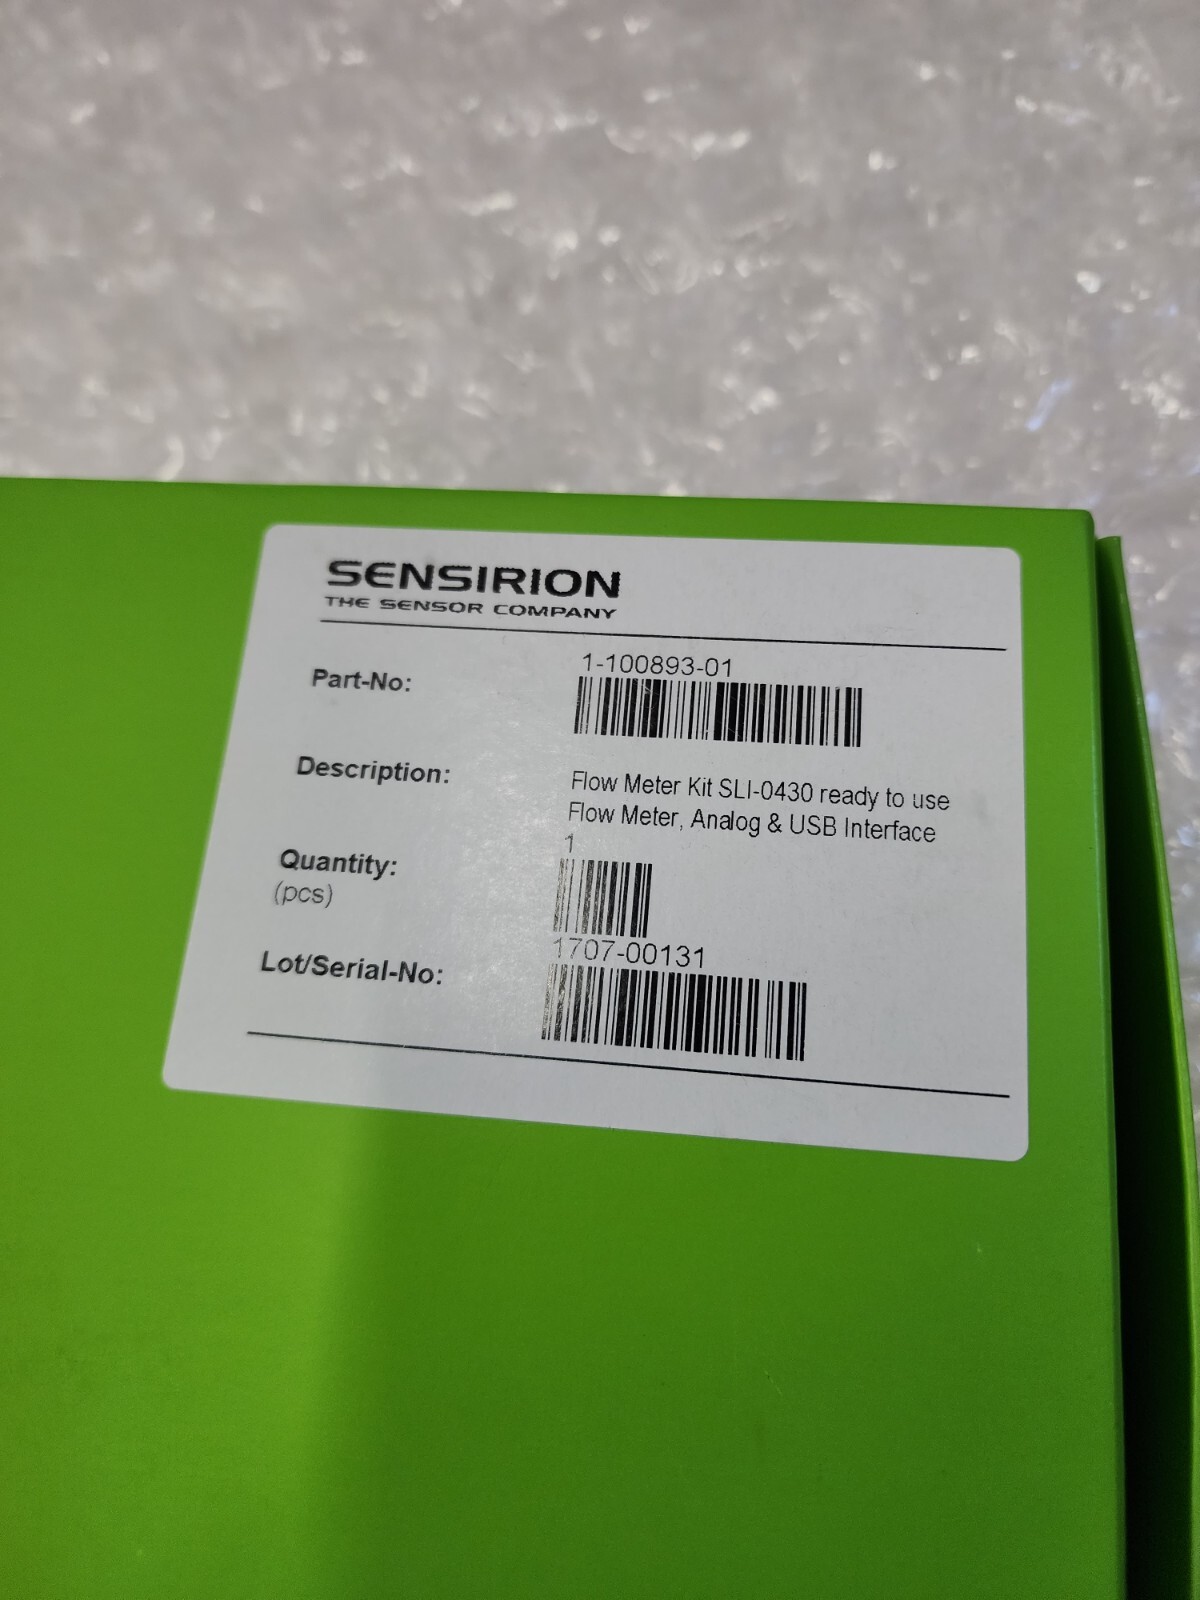 SENSIRION
THE SENSOR COMPANY
Part-No: 1-100893-01
Description: Flow Meter Kit SLI-0430 ready to use
Flow Meter, Analog & USB Interface
Quantity: 1
(pcs)
Lot/Serial-No: 1707-00131